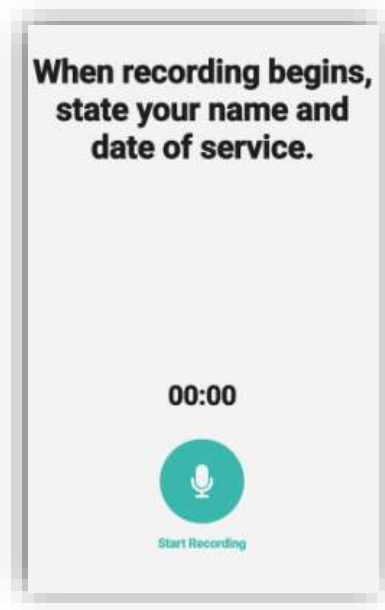 When recording begins,
state your name and
date of service.
00:00
Start Recording